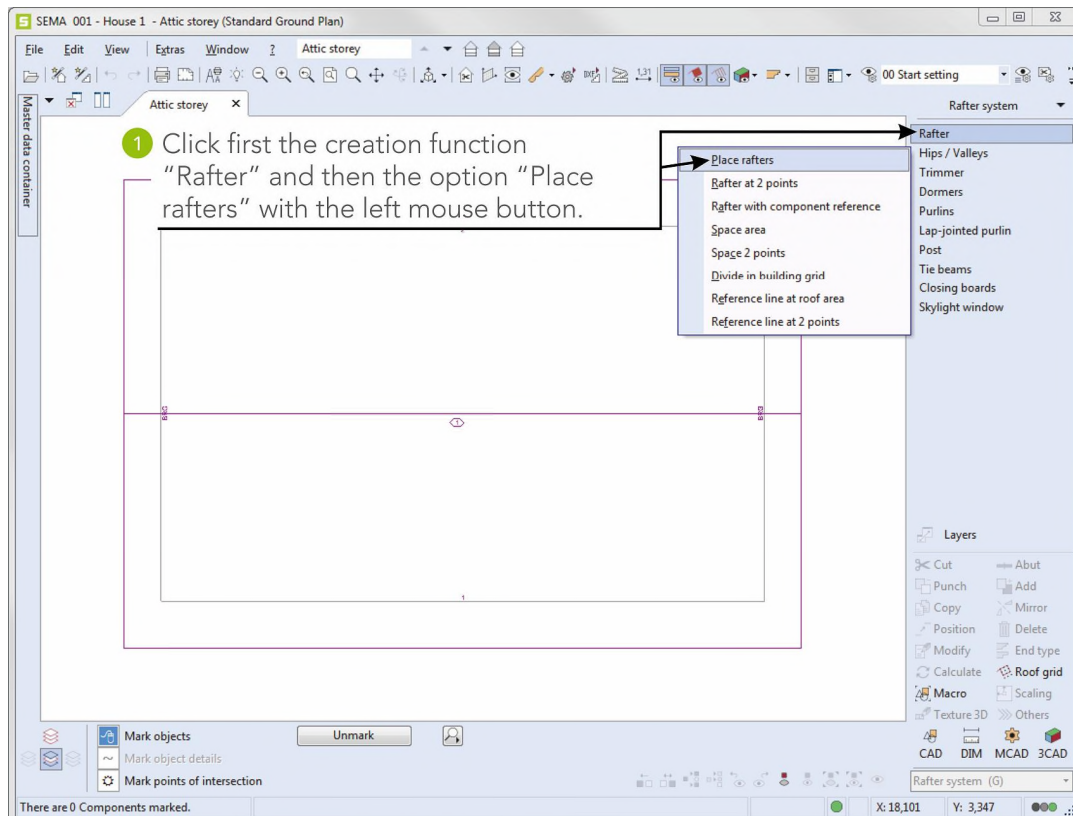 SEMA 001 - House 1 - Attic storey (Standard Ground Plan)
File Edit View Extras Window ? Attic storey
00 Start setting
Master data container
Attic storey ×
Rafter system
1 Click first the creation function
"Rafter" and then the option "Place
rafters" with the left mouse button.
Place rafters
Rafter at 2 points
Rafter with component reference
Space area
Space 2 points
Divide in building grid
Reference line at roof area
Reference line at 2 points
Rafter
Hips / Valleys
Trimmer
Dormers
Purlins
Lap-jointed purlin
Post
Tie beams
Closing boards
Skylight window
BRG
1
BRG
1
Layers
Cut Abut
Punch Add
Copy Mirror
Position Delete
Modify End type
Calculate Roof grid
Macro Scaling
Texture 3D Others
CAD DIM MCAD 3CAD
Rafter system (G)
Mark objects Unmark
Mark object details
Mark points of intersection
There are 0 Components marked. X: 18,101 Y: 3,347